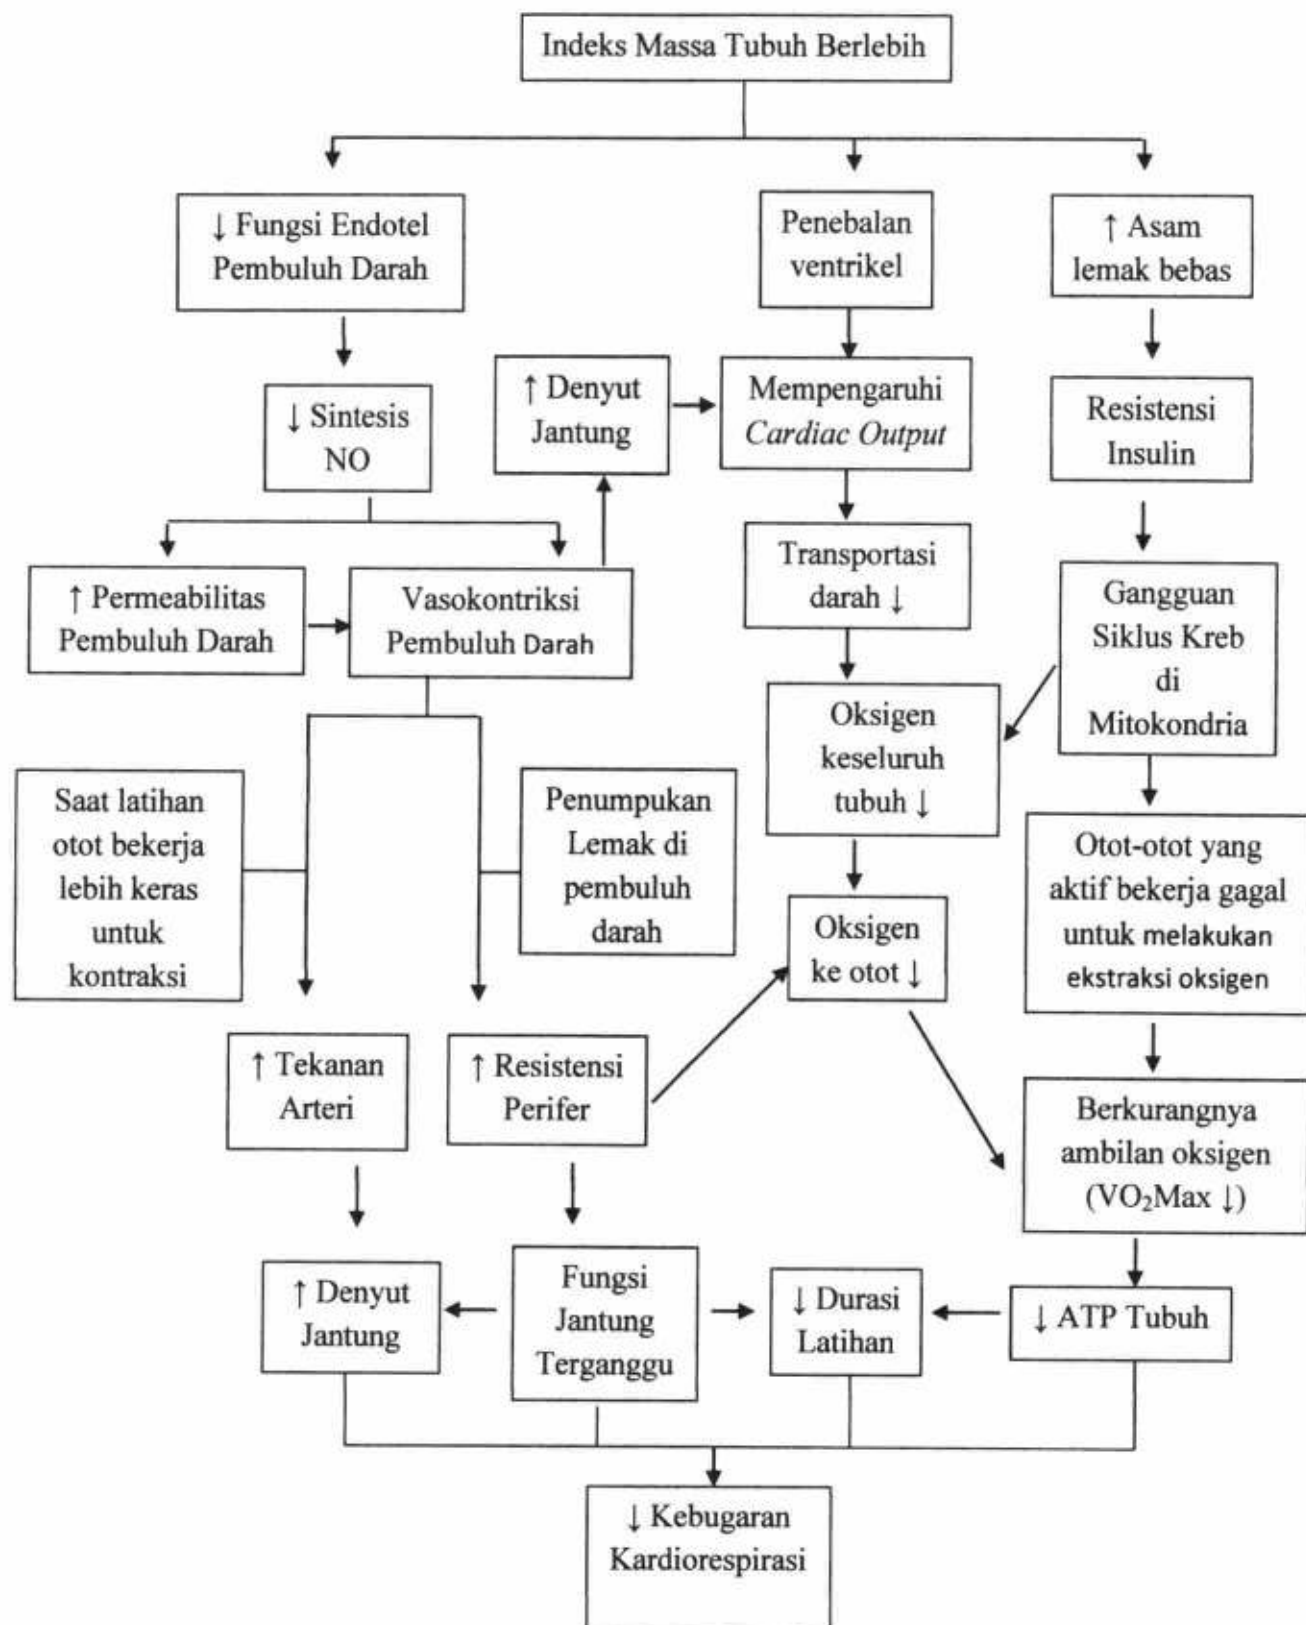 Indeks Massa Tubuh Berlebih
↓ Fungsi Endotel
Pembuluh Darah
Penebalan
ventrikel
↑ Asam
lemak bebas
↓ Sintesis
NO
↑ Denyut
Jantung
Mempengaruhi
Cardiac Output
Resistensi
Insulin
↑ Permeabilitas
Pembuluh Darah
Vasokontriksi
Pembuluh Darah
Transportasi
darah ↓
Gangguan
Siklus Kreb
di
Mitokondria
Oksigen
keseluruh
tubuh ↓
Saat latihan
otot bekerja
lebih keras
untuk
kontraksi
Penumpukan
Lemak di
pembuluh
darah
Oksigen
ke otot ↓
Otot-otot yang
aktif bekerja gagal
untuk melakukan
ekstraksi oksigen
↑ Tekanan
Arteri
↑ Resistensi
Perifer
Berkurangnya
ambilan oksigen
(VO₂Max ↓)
↑ Denyut
Jantung
Fungsi
Jantung
Terganggu
↓ Durasi
Latihan
↓ ATP Tubuh
↓ Kebugaran
Kardiorespirasi